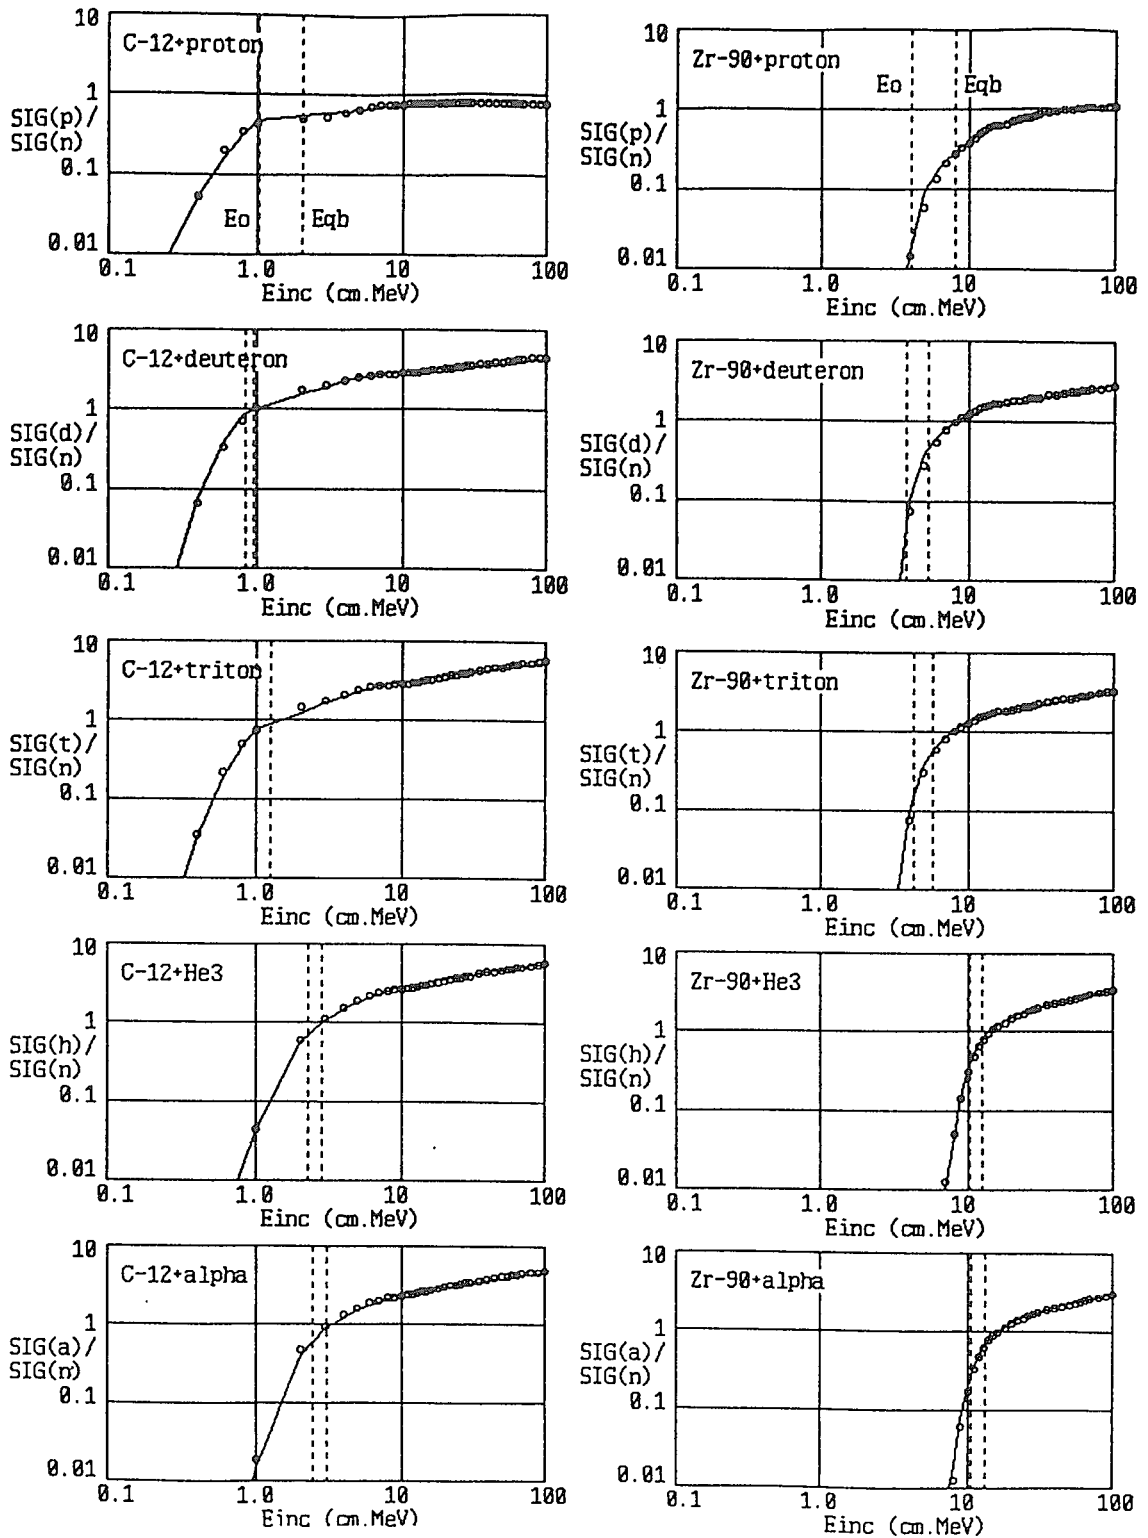 10
C-12+proton
1
SIG(p)/
SIG(n)
0.1
Eo
Eqb
0.01
0.1
1.0
10
100
Einc (cm.MeV)
10
Zr-90+proton
Eo
Eqb
1
SIG(p)/
SIG(n)
0.1
0.01
0.1
1.0
10
100
Einc (cm.MeV)
10
C-12+deuteron
1
SIG(d)/
SIG(n)
0.1
0.01
0.1
1.0
10
100
Einc (cm.MeV)
10
Zr-90+deuteron
1
SIG(d)/
SIG(n)
0.1
0.01
0.1
1.0
10
100
Einc (cm.MeV)
10
C-12+triton
1
SIG(t)/
SIG(n)
0.1
0.01
0.1
1.0
10
100
Einc (cm.MeV)
10
Zr-90+triton
1
SIG(t)/
SIG(n)
0.1
0.01
0.1
1.0
10
100
Einc (cm.MeV)
10
C-12+He3
1
SIG(h)/
SIG(n)
0.1
0.01
0.1
1.0
10
100
Einc (cm.MeV)
10
Zr-90+He3
1
SIG(h)/
SIG(n)
0.1
0.01
0.1
1.0
10
100
Einc (cm.MeV)
10
C-12+alpha
1
SIG(a)/
SIG(n)
0.1
0.01
0.1
1.0
10
100
Einc (cm.MeV)
10
Zr-90+alpha
1
SIG(a)/
SIG(n)
0.1
0.01
0.1
1.0
10
100
Einc (cm.MeV)